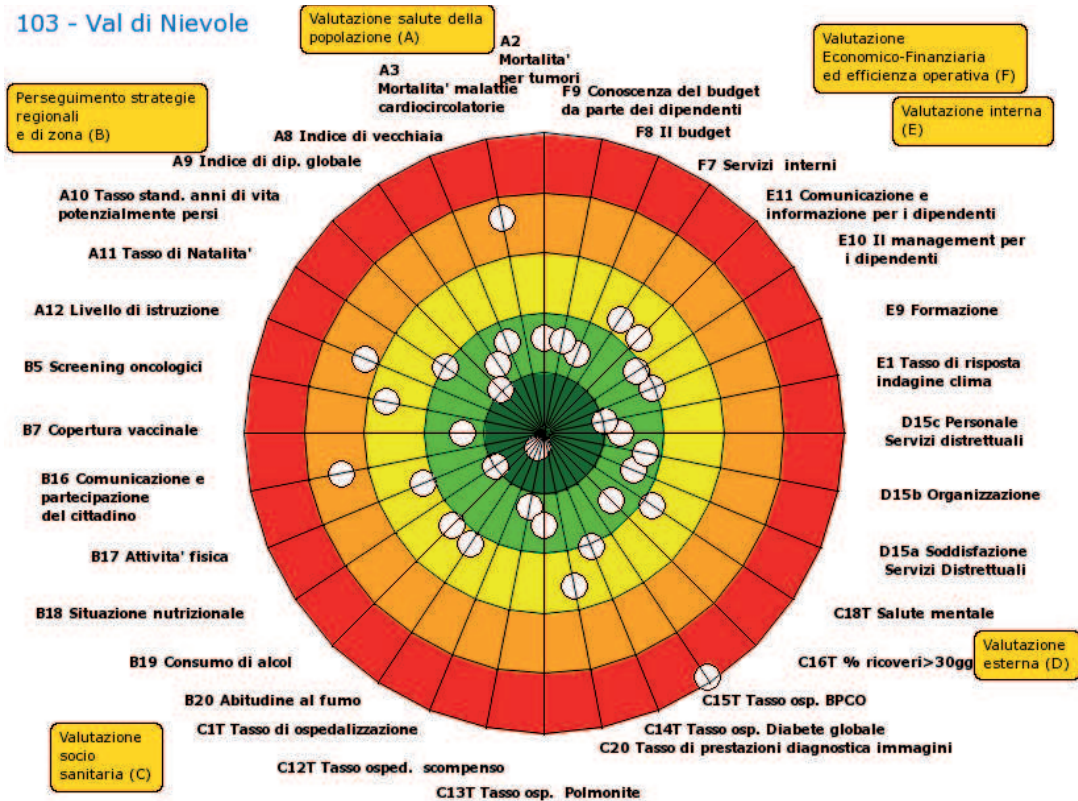 103 - Val di Nievole
Valutazione salute della
popolazione (A)
Valutazione
Economico-Finanziaria
ed efficienza operativa (F)
Valutazione interna
(E)
Perseguimento strategie
regionali
e di zona (B)
A2
Mortalita'
per tumori
A3
Mortalita' malattie
cardiocircolatorie
F9 Conoscenza del budget
da parte dei dipendenti
F8 Il budget
A8 Indice di vecchiaia
A9 Indice di dip. globale
F7 Servizi interni
A10 Tasso stand. anni di vita
potenzialmente persi
E11 Comunicazione e
informazione per i dipendenti
A11 Tasso di Natalita'
E10 Il management per
i dipendenti
A12 Livello di istruzione
E9 Formazione
B5 Screening oncologici
E1 Tasso di risposta
indagine clima
B7 Copertura vaccinale
D15c Personale
Servizi distrettuali
B16 Comunicazione e
partecipazione
del cittadino
D15b Organizzazione
B17 Attivita' fisica
D15a Soddisfazione
Servizi Distrettuali
B18 Situazione nutrizionale
C18T Salute mentale
B19 Consumo di alcol
C16T % ricoveri>30gg
Valutazione
esterna (D)
B20 Abitudine al fumo
C15T Tasso osp. BPCO
C1T Tasso di ospedalizzazione
C14T Tasso osp. Diabete globale
C20 Tasso di prestazioni diagnostica immagini
Valutazione
socio
sanitaria (C)
C12T Tasso osped. scompenso
C13T Tasso osp. Polmonite